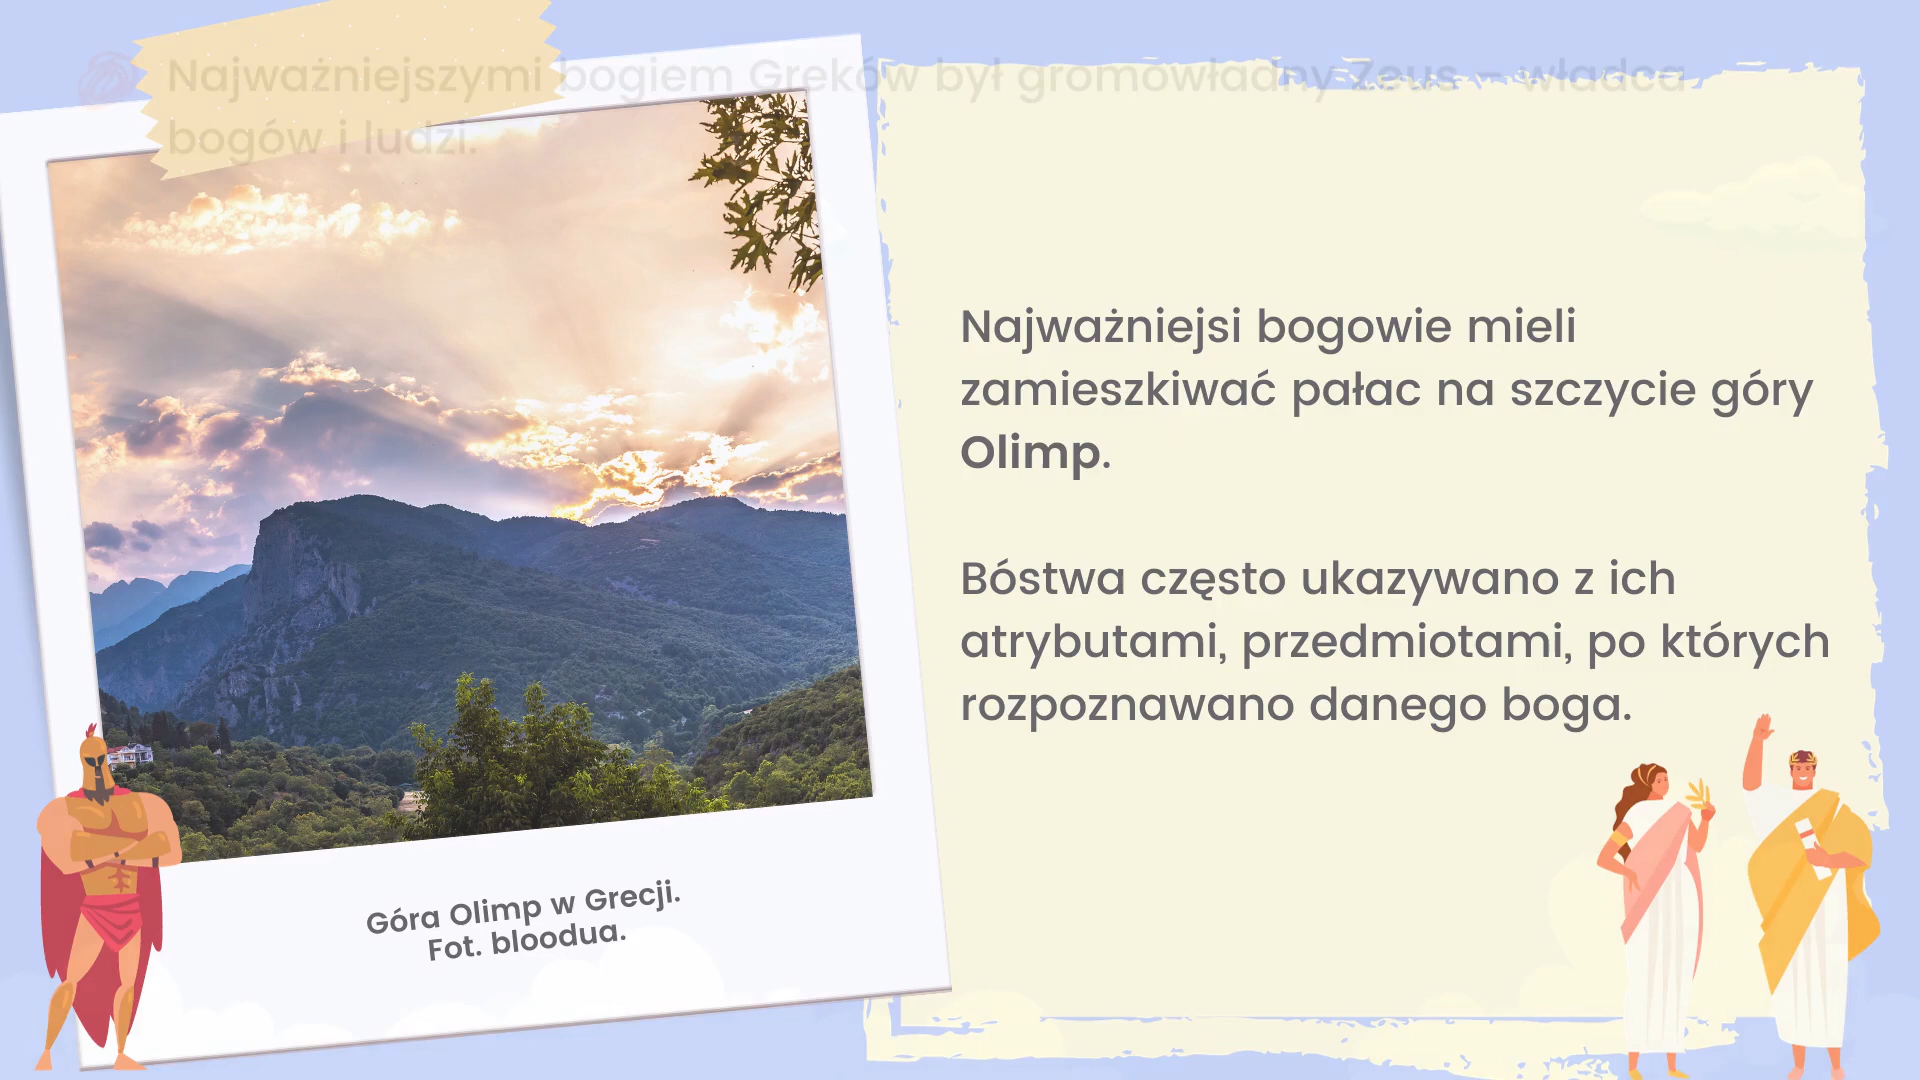 Najważniejszymi bogiem Greków był gromowładny Zeus – władca
bogów i ludzi.
Najważniejsi bogowie mieli
zamieszkiwać pałac na szczycie góry
Olimp.
Bóstwa często ukazywano z ich
atrybutami, przedmiotami, po których
rozpoznawano danego boga.
Góra Olimp w Grecji.
Fot. bloodua.